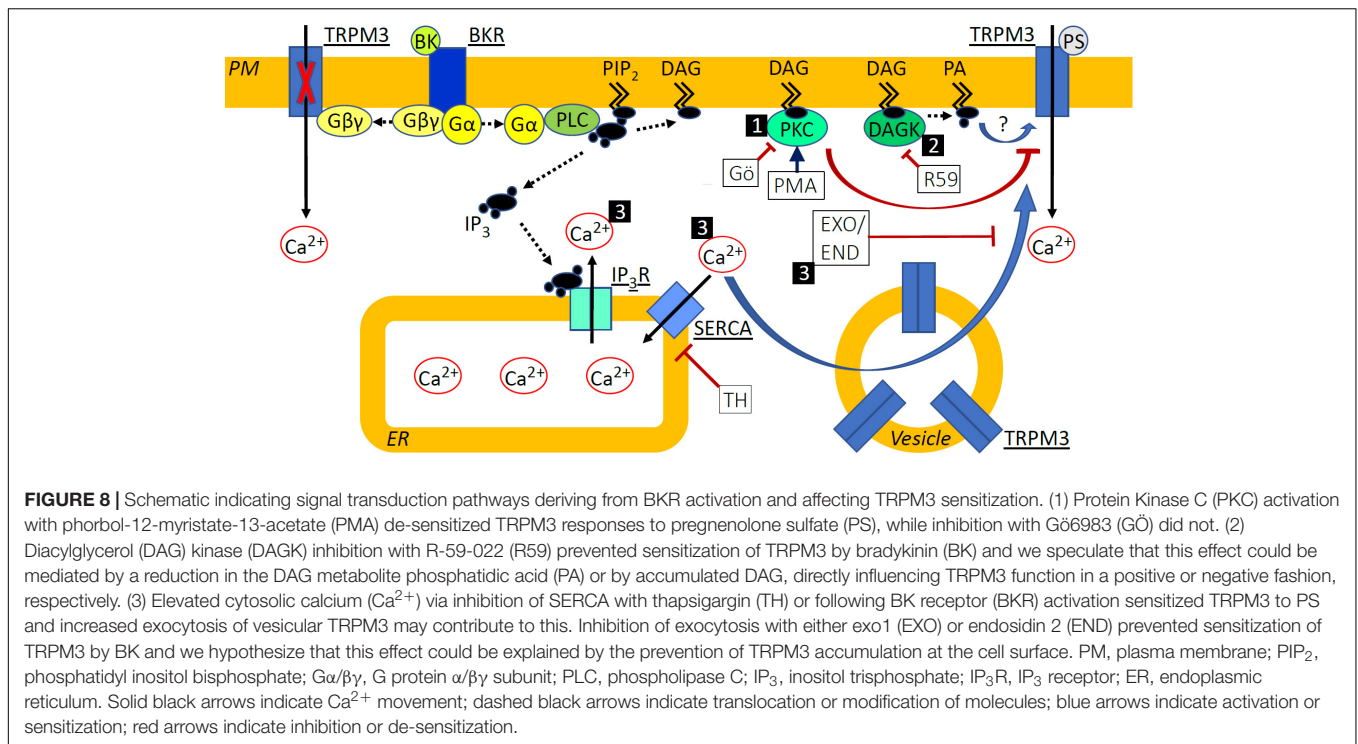 TRPM3
BK
BKR
TRPM3
PS
PM
PIP2
DAG
DAG
DAG
PA
Gβγ
Gβγ
Gα
Gα
PLC
1
PKC
DAGK
2
?
Gö
PMA
R59
IP3
Ca2+
3
3
Ca2+
EXO/
END
3
Ca2+
Ca2+
IP3R
SERCA
Ca2+
Ca2+
Ca2+
TH
ER
Vesicle
TRPM3
FIGURE 8 | Schematic indicating signal transduction pathways deriving from BKR activation and affecting TRPM3 sensitization. (1) Protein Kinase C (PKC) activation
with phorbol-12-myristate-13-acetate (PMA) de-sensitized TRPM3 responses to pregnenolone sulfate (PS), while inhibition with Gö6983 (GÖ) did not. (2)
Diacylglycerol (DAG) kinase (DAGK) inhibition with R-59-022 (R59) prevented sensitization of TRPM3 by bradykinin (BK) and we speculate that this effect could be
mediated by a reduction in the DAG metabolite phosphatidic acid (PA) or by accumulated DAG, directly influencing TRPM3 function in a positive or negative fashion,
respectively. (3) Elevated cytosolic calcium (Ca2+) via inhibition of SERCA with thapsigargin (TH) or following BK receptor (BKR) activation sensitized TRPM3 to PS
and increased exocytosis of vesicular TRPM3 may contribute to this. Inhibition of exocytosis with either exo1 (EXO) or endosidin 2 (END) prevented sensitization of
TRPM3 by BK and we hypothesize that this effect could be explained by the prevention of TRPM3 accumulation at the cell surface. PM, plasma membrane; PIP2,
phosphatidyl inositol bisphosphate; Gα/βγ, G protein α/βγ subunit; PLC, phospholipase C; IP3, inositol trisphosphate; IP3R, IP3 receptor; ER, endoplasmic
reticulum. Solid black arrows indicate Ca2+ movement; dashed black arrows indicate translocation or modification of molecules; blue arrows indicate activation or
sensitization; red arrows indicate inhibition or de-sensitization.